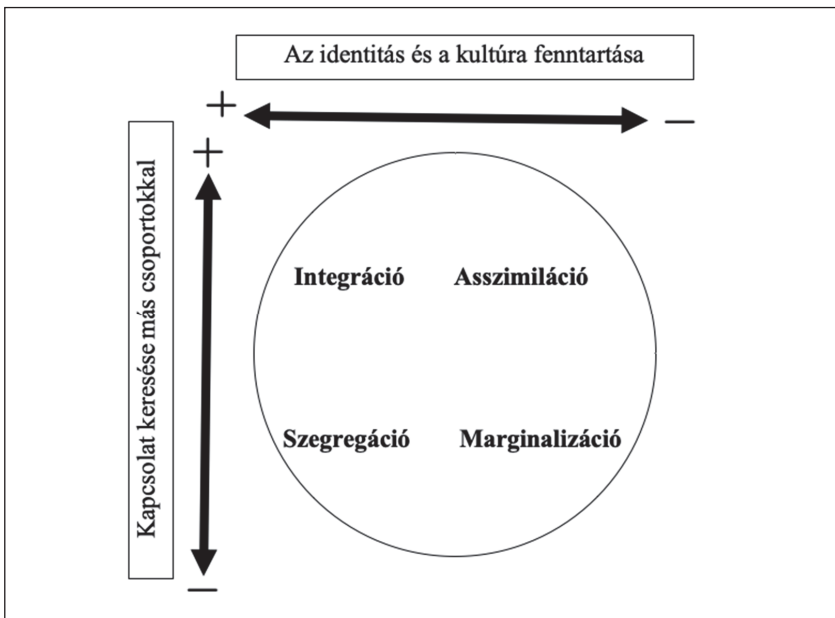 Az identitás és a kultúra fenntartása
+
−
+
Kapcsolat keresése más csoportokkal
Integráció
Asszimiláció
Szegregáció
Marginalizáció
−